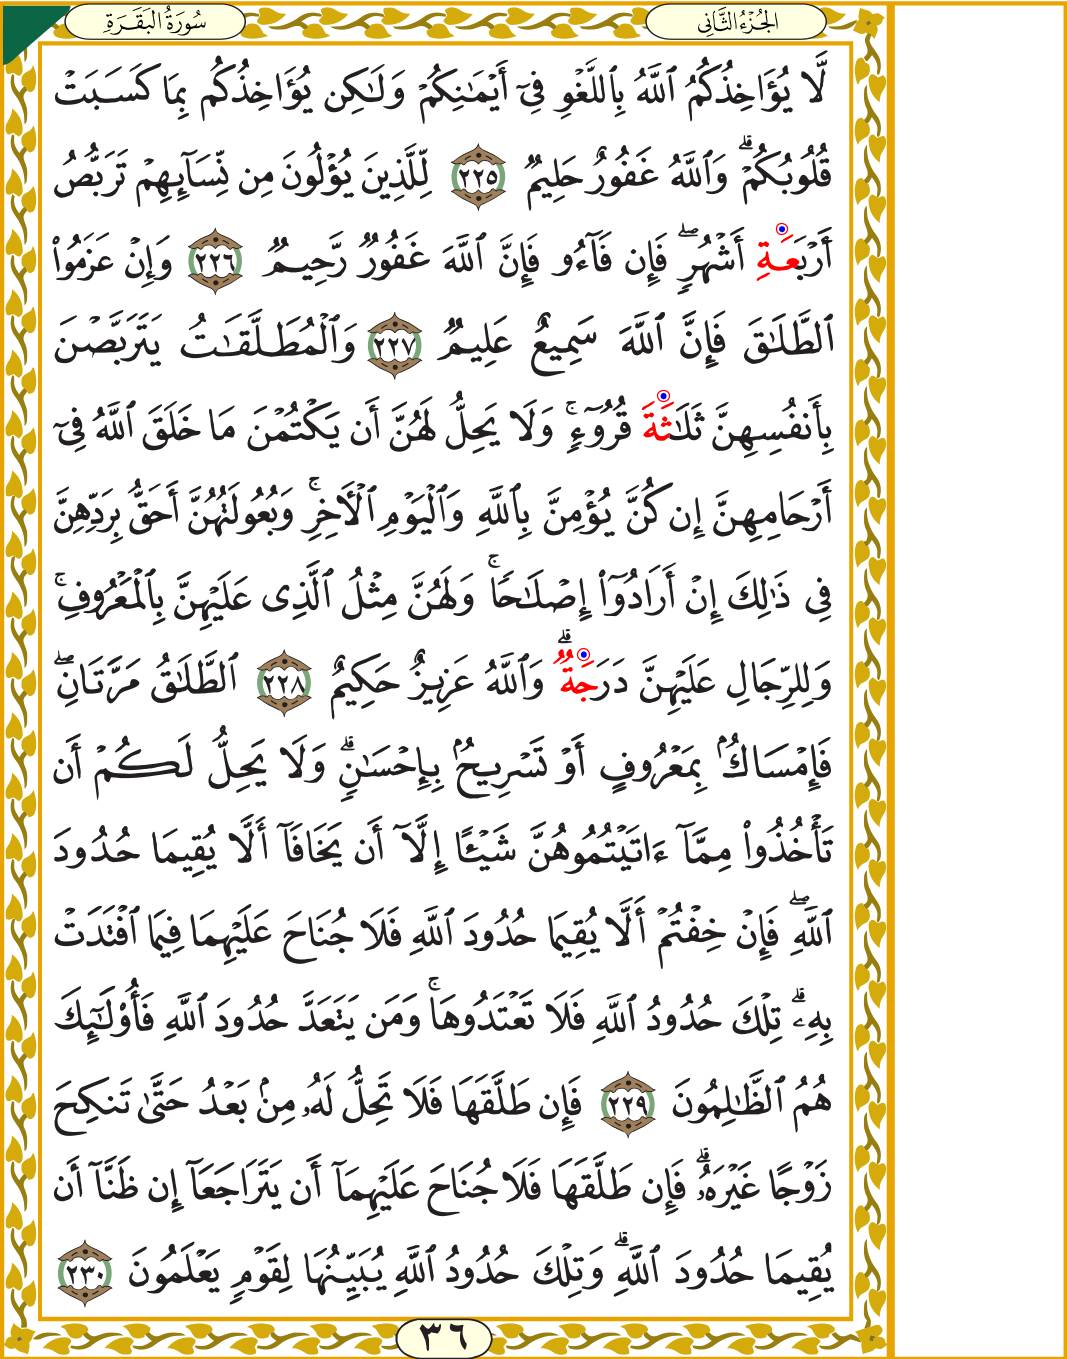 الجُزْءُ الثَّانِي
سُورَةُ البَقَرَةِ
لَّا يُؤَاخِذُكُمُ ٱللَّهُ بِٱللَّغْوِ فِىٓ أَيْمَـٰنِكُمْ وَلَـٰكِن يُؤَاخِذُكُم بِمَا كَسَبَتْ
قُلُوبُكُمْ ۗ وَٱللَّهُ غَفُورٌ حَلِيمٌ ٢٢٥ لِّلَّذِينَ يُؤْلُونَ مِن نِّسَآئِهِمْ تَرَبُّصُ
أَرْبَعَةِ أَشْهُرٍ ۖ فَإِن فَآءُو فَإِنَّ ٱللَّهَ غَفُورٌ رَّحِيمٌ ٢٢٦ وَإِنْ عَزَمُوا۟
ٱلطَّلَـٰقَ فَإِنَّ ٱللَّهَ سَمِيعٌ عَلِيمٌ ٢٢٧ وَٱلْمُطَلَّقَـٰتُ يَتَرَبَّصْنَ
بِأَنفُسِهِنَّ ثَلَـٰثَةَ قُرُوٓءٍ ۚ وَلَا يَحِلُّ لَهُنَّ أَن يَكْتُمْنَ مَا خَلَقَ ٱللَّهُ فِىٓ
أَرْحَامِهِنَّ إِن كُنَّ يُؤْمِنَّ بِٱللَّهِ وَٱلْيَوْمِ ٱلْـَٔاخِرِ ۚ وَبُعُولَتُهُنَّ أَحَقُّ بِرَدِّهِنَّ
فِى ذَٰلِكَ إِنْ أَرَادُوٓا۟ إِصْلَـٰحًا ۚ وَلَهُنَّ مِثْلُ ٱلَّذِى عَلَيْهِنَّ بِٱلْمَعْرُوفِ ۚ
وَلِلرِّجَالِ عَلَيْهِنَّ دَرَجَةٌ ۗ وَٱللَّهُ عَزِيزٌ حَكِيمٌ ٢٢٨ ٱلطَّلَـٰقُ مَرَّتَانِ ۖ
فَإِمْسَاكٌۢ بِمَعْرُوفٍ أَوْ تَسْرِيحٌۢ بِإِحْسَـٰنٍ ۗ وَلَا يَحِلُّ لَكُمْ أَن
تَأْخُذُوا۟ مِمَّآ ءَاتَيْتُمُوهُنَّ شَيْـًٔا إِلَّآ أَن يَخَافَآ أَلَّا يُقِيمَا حُدُودَ
ٱللَّهِ ۖ فَإِنْ خِفْتُمْ أَلَّا يُقِيمَا حُدُودَ ٱللَّهِ فَلَا جُنَاحَ عَلَيْهِمَا فِيمَا ٱفْتَدَتْ
بِهِۦ ۗ تِلْكَ حُدُودُ ٱللَّهِ فَلَا تَعْتَدُوهَا ۚ وَمَن يَتَعَدَّ حُدُودَ ٱللَّهِ فَأُو۟لَـٰٓئِكَ
هُمُ ٱلظَّـٰلِمُونَ ٢٢٩ فَإِن طَلَّقَهَا فَلَا تَحِلُّ لَهُۥ مِنۢ بَعْدُ حَتَّىٰ تَنكِحَ
زَوْجًا غَيْرَهُۥ ۗ فَإِن طَلَّقَهَا فَلَا جُنَاحَ عَلَيْهِمَآ أَن يَتَرَاجَعَآ إِن ظَنَّآ أَن
يُقِيمَا حُدُودَ ٱللَّهِ ۗ وَتِلْكَ حُدُودُ ٱللَّهِ يُبَيِّنُهَا لِقَوْمٍ يَعْلَمُونَ ٢٣٠
٣٦